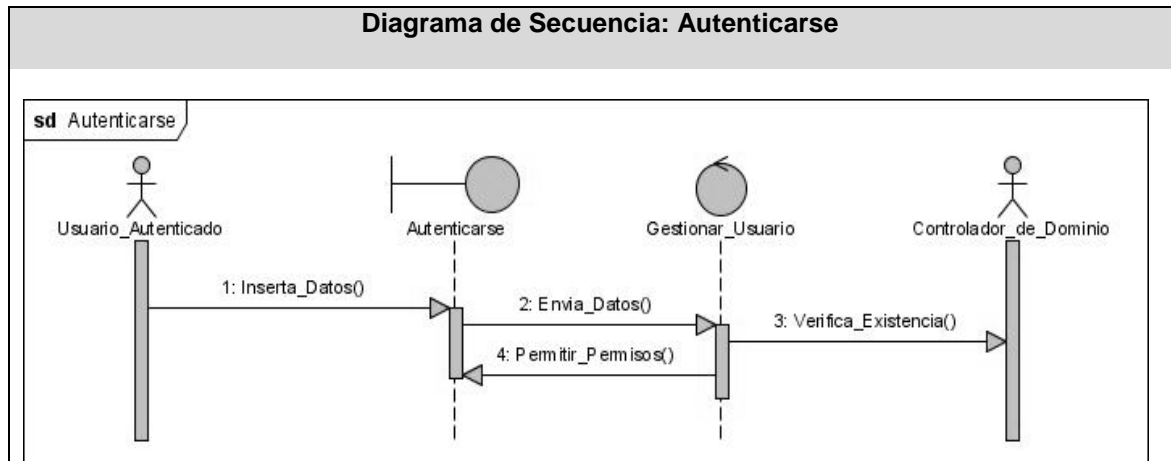 Diagrama de Secuencia: Autenticarse
sd Autenticarse
Usuario_Autenticado
Autenticarse
Gestionar_Usuario
Controlador_de_Dominio
1: Inserta_Datos()
2: Envia_Datos()
3: Verifica_Existencia()
4: Permitir_Permisos()